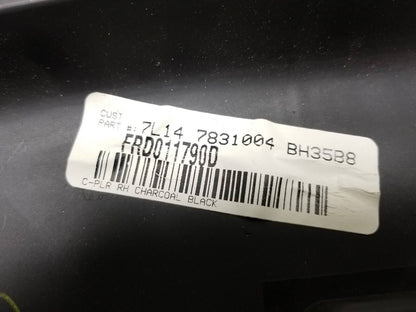 CUST
PART #: 7L14 7831004 BH35B8
FRD011790D
C-PLR RH CHARCOAL BLACK